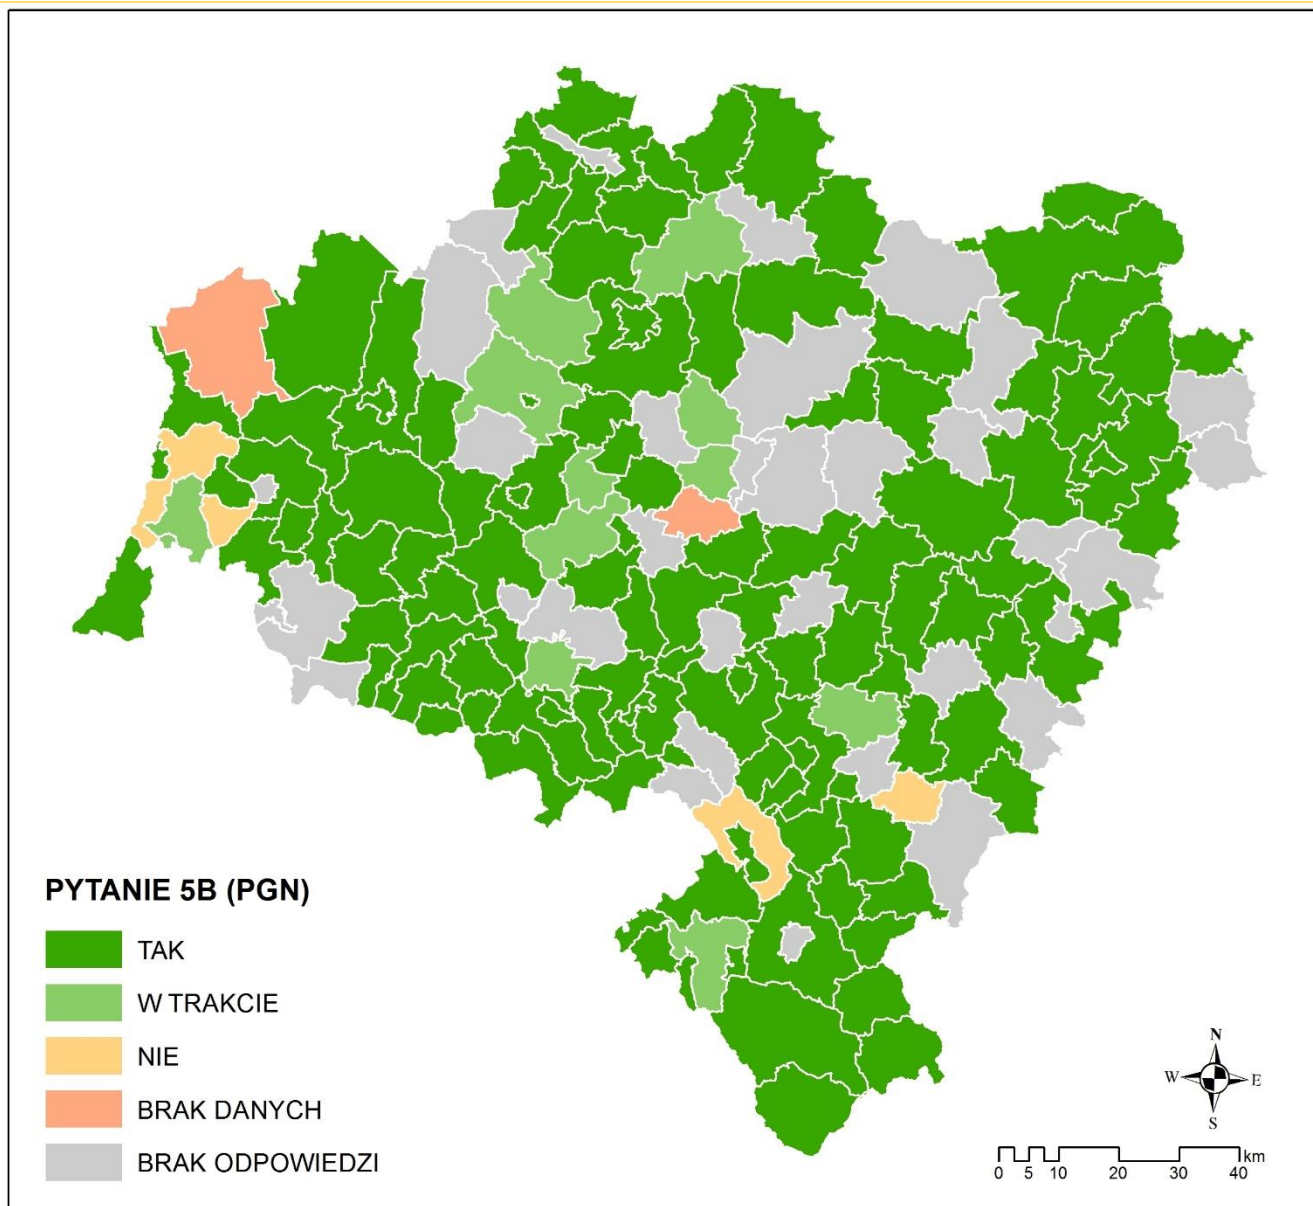 PYTANIE 5B (PGN)
TAK
W TRAKCIE
NIE
BRAK DANYCH
BRAK ODPOWIEDZI
N
W E
S
km
0 5 10 20 30 40